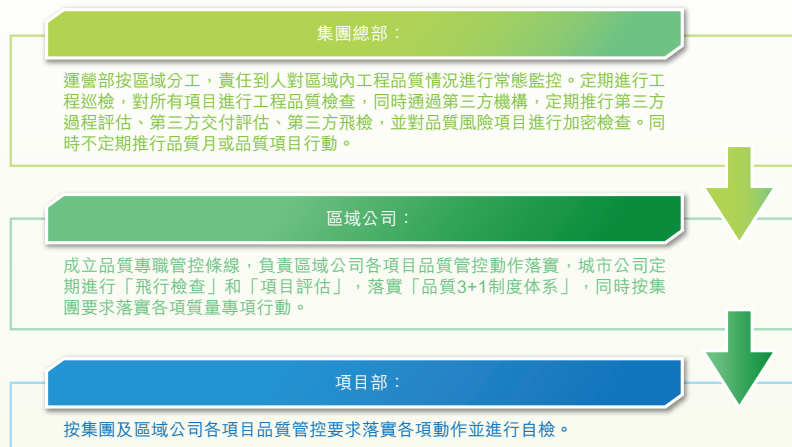 集團總部：
運營部按區域分工，責任到人對區域內工程品質情況進行常態監控。定期進行工
程巡檢，對所有項目進行工程品質檢查，同時通過第三方機構，定期推行第三方
過程評估、第三方交付評估、第三方飛檢，並對品質風險項目進行加密檢查。同
時不定期推行品質月或品質項目行動。
區域公司：
成立品質專職管控條線，負責區域公司各項目品質管控動作落實，城市公司定
期進行「飛行檢查」和「項目評估」，落實「品質3+1制度体系」，同時按集
團要求落實各項質量專項行動。
項目部：
按集團及區域公司各項目品質管控要求落實各項動作並進行自檢。